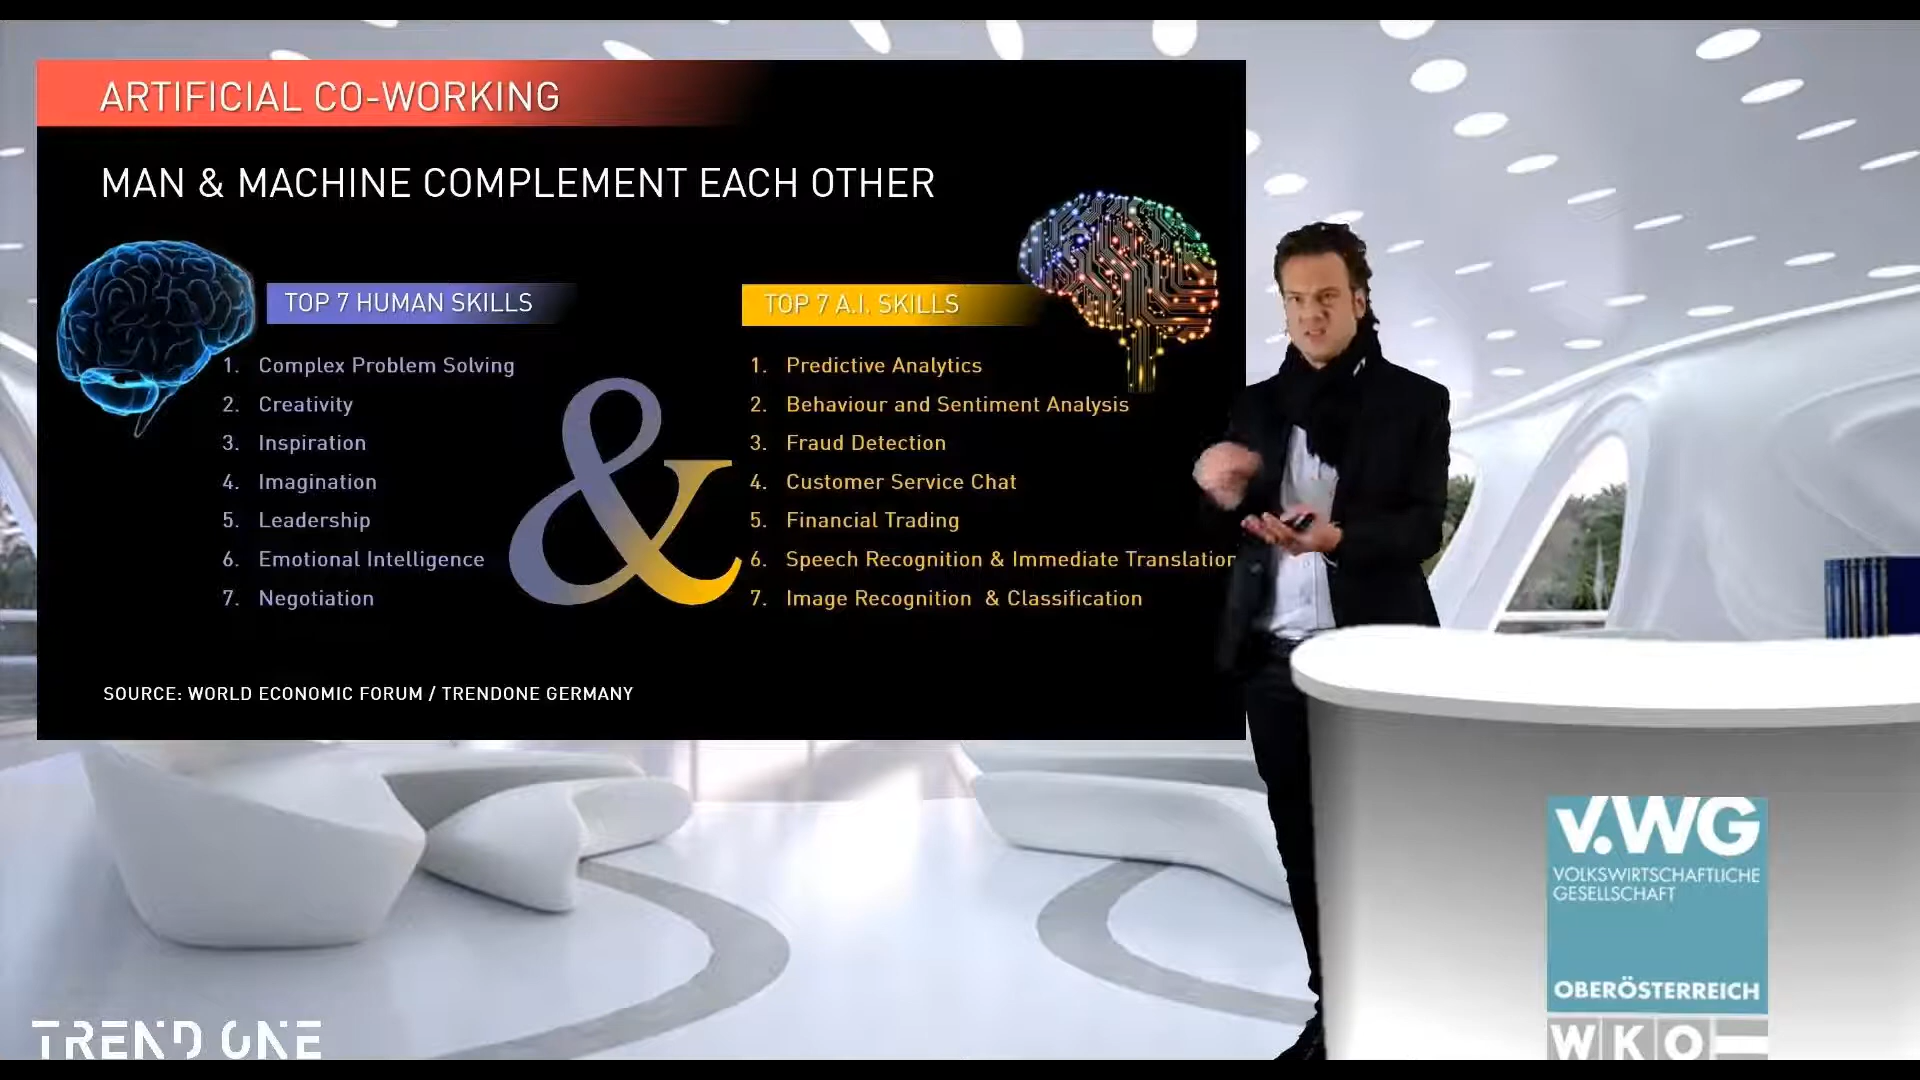 ARTIFICIAL CO-WORKING
MAN & MACHINE COMPLEMENT EACH OTHER
TOP 7 HUMAN SKILLS
1. Complex Problem Solving
2. Creativity
3. Inspiration
4. Imagination
5. Leadership
6. Emotional Intelligence
7. Negotiation
&
TOP 7 A.I. SKILLS
1. Predictive Analytics
2. Behaviour and Sentiment Analysis
3. Fraud Detection
4. Customer Service Chat
5. Financial Trading
6. Speech Recognition & Immediate Translation
7. Image Recognition & Classification
SOURCE: WORLD ECONOMIC FORUM / TRENDONE GERMANY
v.WG
VOLKSWIRTSCHAFTLICHE
GESELLSCHAFT
OBERÖSTERREICH
WKO
TREND ONE